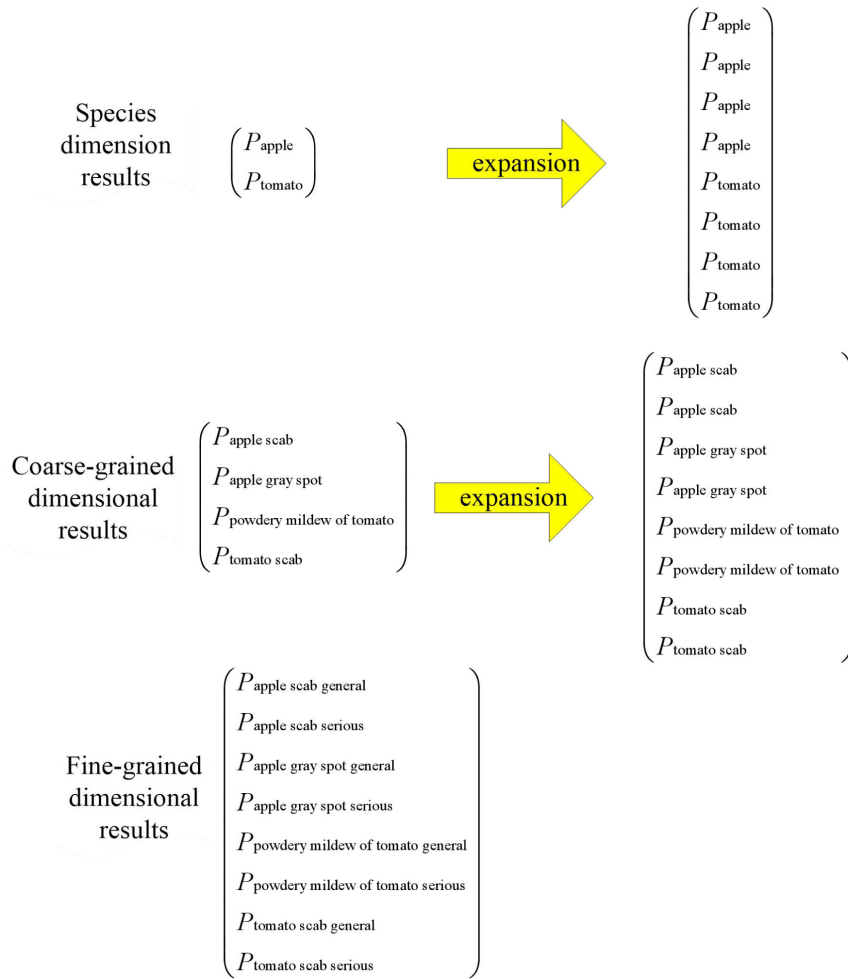 Species
dimension
results
P apple
P tomato
expansion
P apple
P apple
P apple
P apple
P tomato
P tomato
P tomato
P tomato
Coarse-grained
dimensional
results
P apple scab
P apple gray spot
P powdery mildew of tomato
P tomato scab
expansion
P apple scab
P apple scab
P apple gray spot
P apple gray spot
P powdery mildew of tomato
P powdery mildew of tomato
P tomato scab
P tomato scab
Fine-grained
dimensional
results
P apple scab general
P apple scab serious
P apple gray spot general
P apple gray spot serious
P powdery mildew of tomato general
P powdery mildew of tomato serious
P tomato scab general
P tomato scab serious